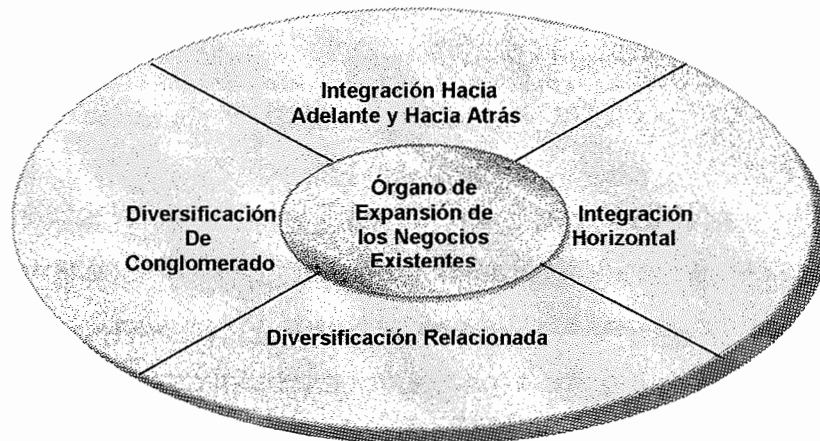 Integración Hacia
Adelante y Hacia Atrás
Diversificación
De
Conglomerado
Órgano de
Expansión de
los Negocios
Existentes
Integración
Horizontal
Diversificación Relacionada